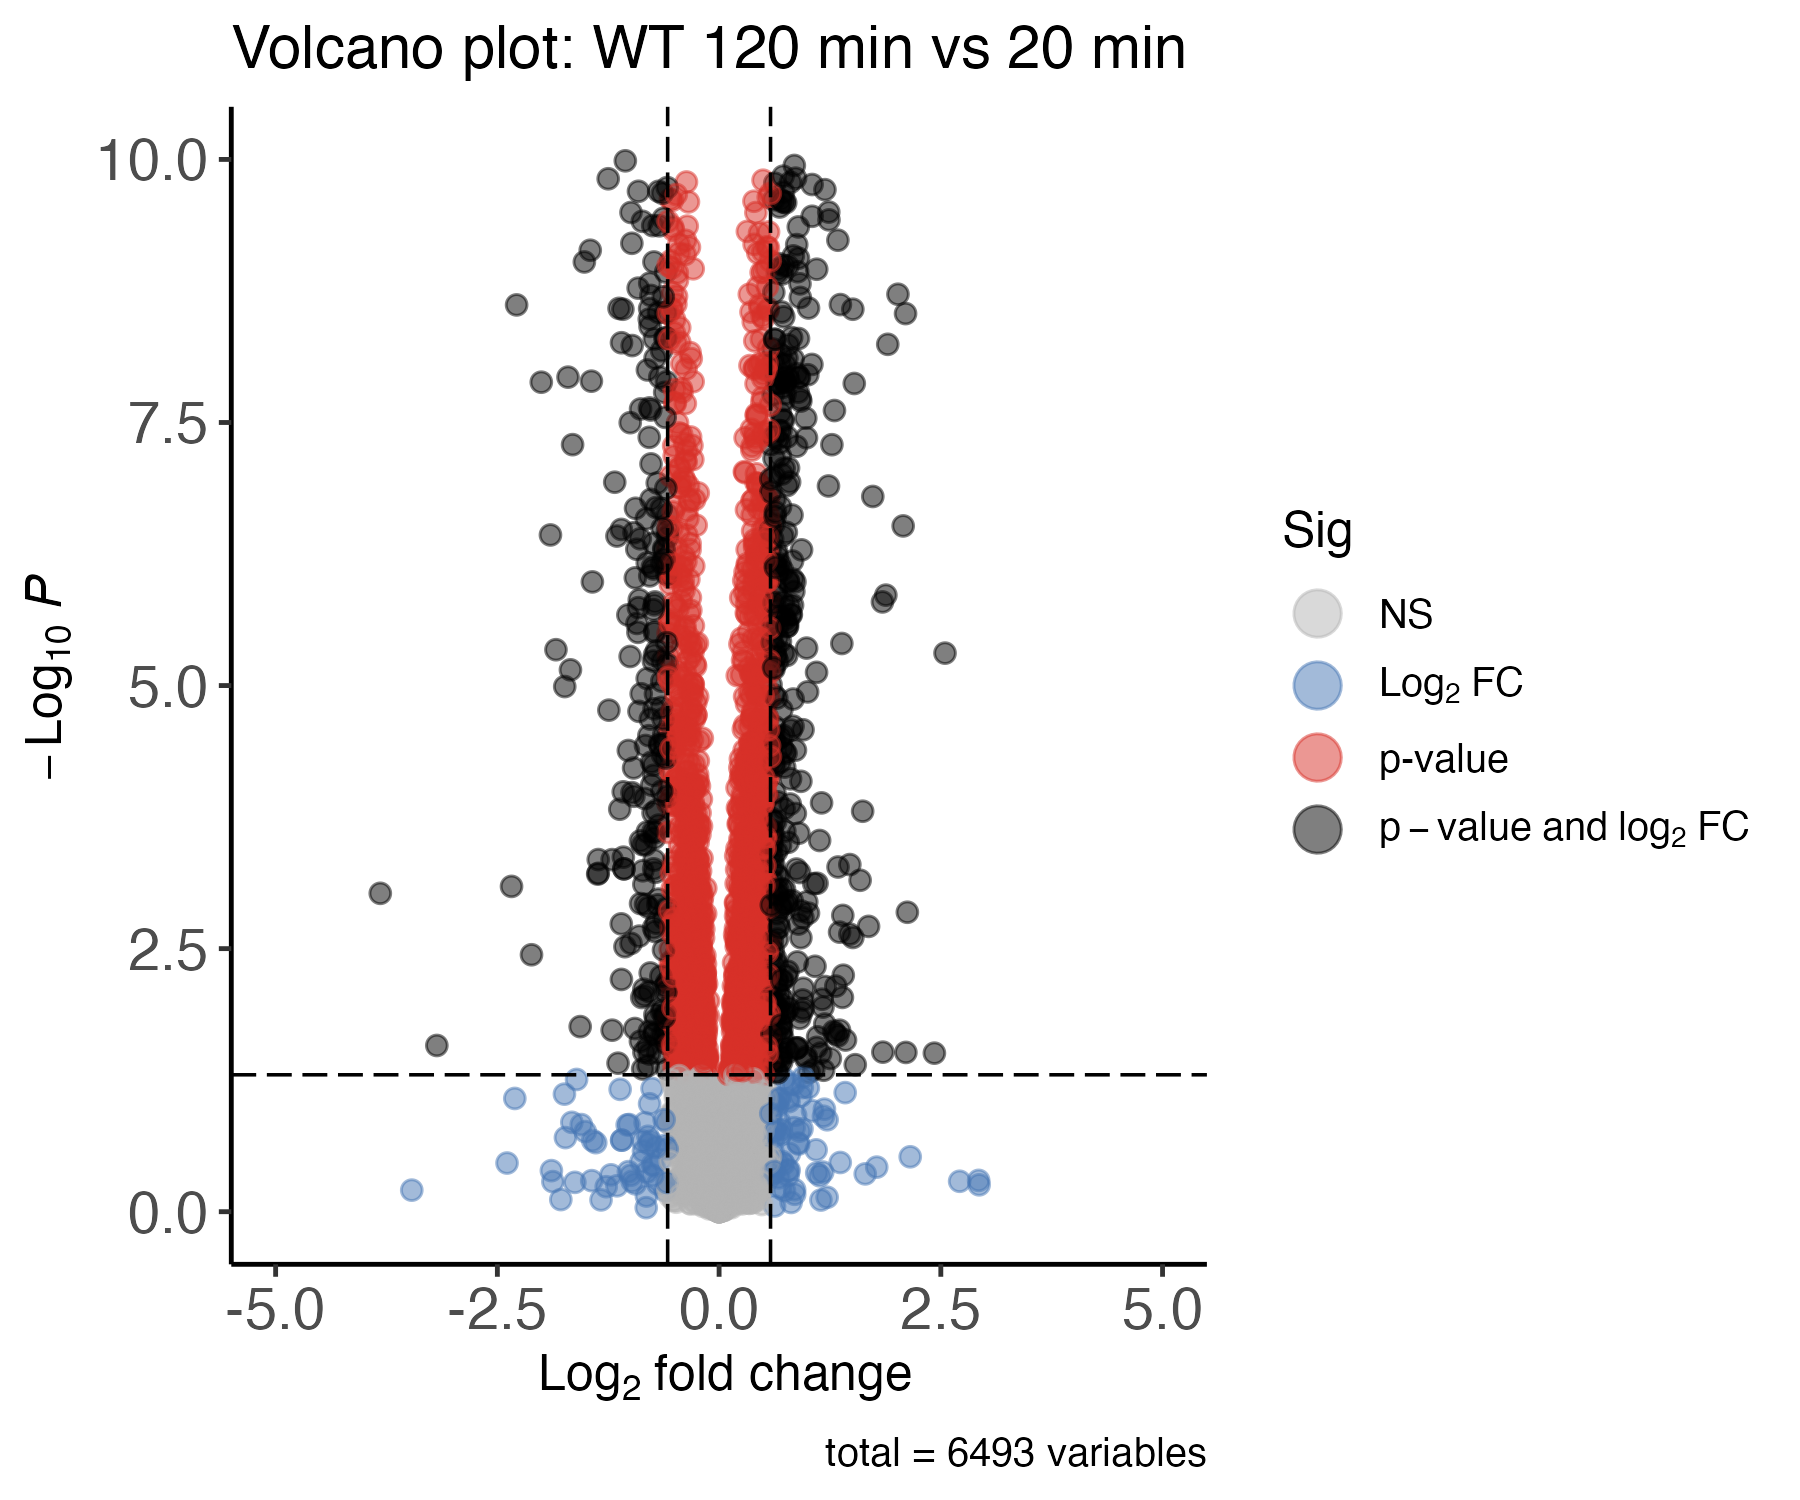 Volcano plot: WT 120 min vs 20 min
10.0
7.5
5.0
2.5
0.0
−Log₁₀ P
-5.0 -2.5 0.0 2.5 5.0
Log₂ fold change
total = 6493 variables
Sig
NS
Log₂ FC
p-value
p − value and log₂ FC